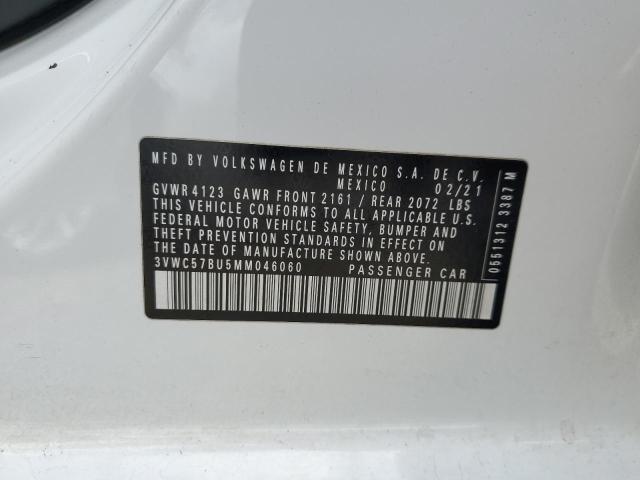 MFD BY VOLKSWAGEN DE MEXICO S.A. DE C.V.
MEXICO 02/21
GVWR 4123 GAWR FRONT 2161 / REAR 2072 LBS
THIS VEHICLE CONFORMS TO ALL APPLICABLE U.S.
FEDERAL MOTOR VEHICLE SAFETY, BUMPER AND
THEFT PREVENTION STANDARDS IN EFFECT ON
THE DATE OF MANUFACTURE SHOWN ABOVE.
3VWC57BU5MM046060 PASSENGER CAR
0551312 3387 M